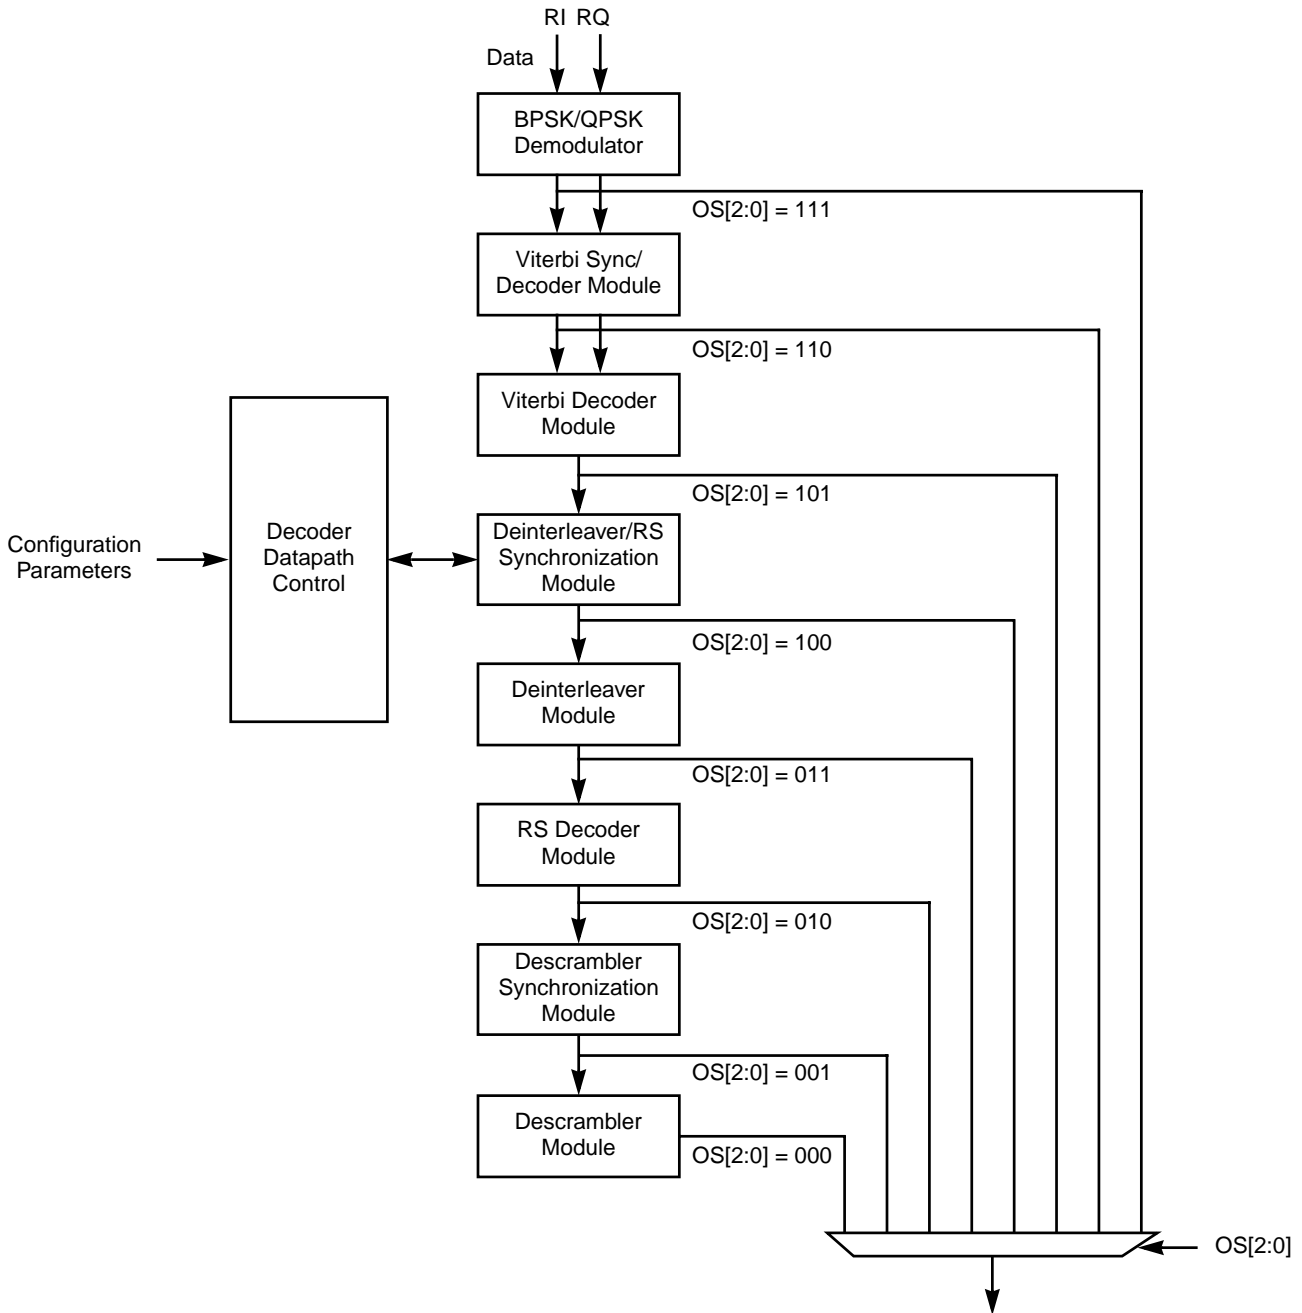 RI RQ
Data
BPSK/QPSK
Demodulator
OS[2:0] = 111
Viterbi Sync/
Decoder Module
OS[2:0] = 110
Viterbi Decoder
Module
OS[2:0] = 101
Configuration
Parameters
Decoder
Datapath
Control
Deinterleaver/RS
Synchronization
Module
OS[2:0] = 100
Deinterleaver
Module
OS[2:0] = 011
RS Decoder
Module
OS[2:0] = 010
Descrambler
Synchronization
Module
OS[2:0] = 001
Descrambler
Module
OS[2:0] = 000
OS[2:0]